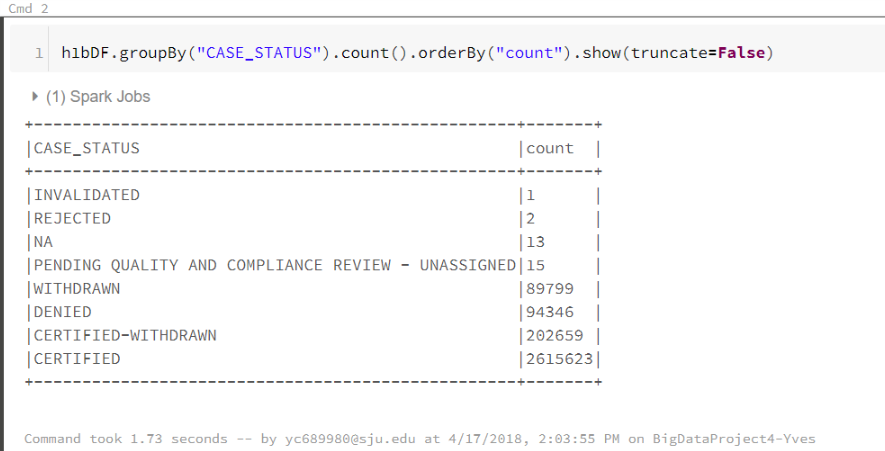 Cmd 2
1 h1bDF.groupBy("CASE_STATUS").count().orderBy("count").show(truncate=False)
(1) Spark Jobs
+--------------------------------------------------+-------+
|CASE_STATUS                                       |count  |
+--------------------------------------------------+-------+
|INVALIDATED                                       |1      |
|REJECTED                                          |2      |
|NA                                                |13     |
|PENDING QUALITY AND COMPLIANCE REVIEW - UNASSIGNED|15     |
|WITHDRAWN                                         |89799  |
|DENIED                                            |94346  |
|CERTIFIED-WITHDRAWN                               |202659 |
|CERTIFIED                                         |2615623|
+--------------------------------------------------+-------+
Command took 1.73 seconds -- by yc689980@sju.edu at 4/17/2018, 2:03:55 PM on BigDataProject4-Yves